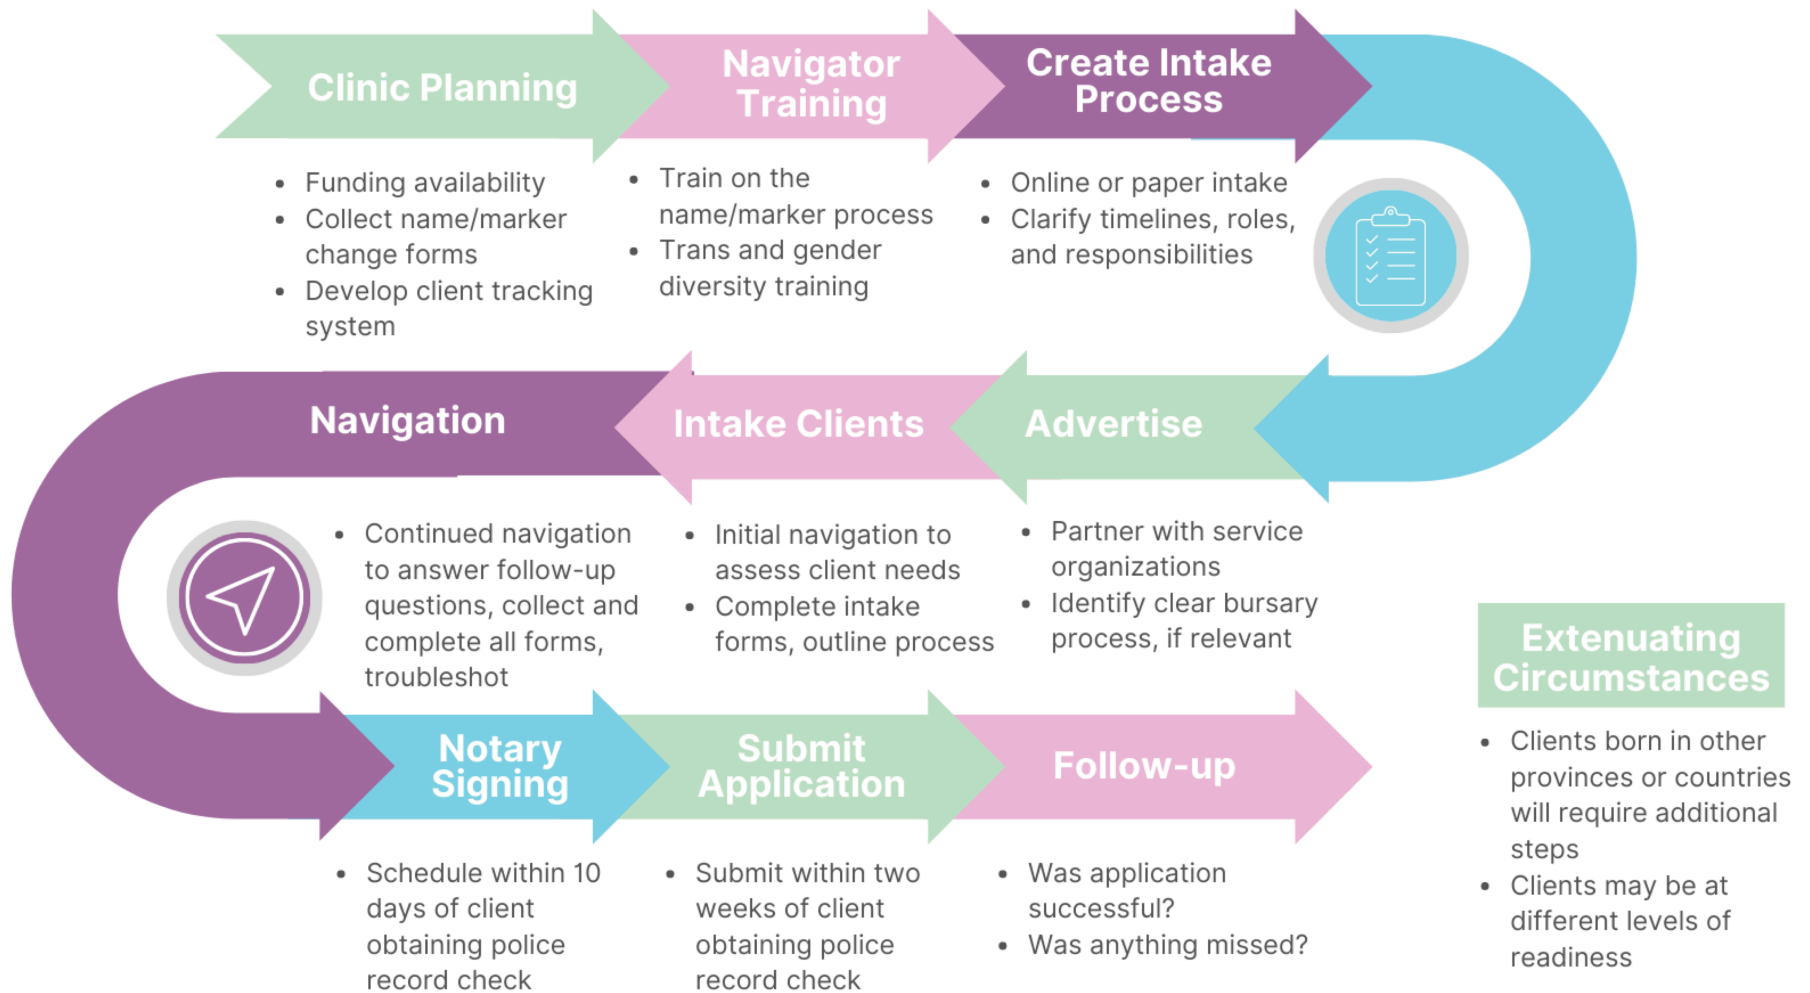 Clinic Planning
• Funding availability
• Collect name/marker
change forms
• Develop client tracking
system
Navigator
Training
• Train on the
name/marker process
• Trans and gender
diversity training
Create Intake
Process
• Online or paper intake
• Clarify timelines, roles,
and responsibilities
Advertise
• Partner with service
organizations
• Identify clear bursary
process, if relevant
Intake Clients
• Initial navigation to
assess client needs
• Complete intake
forms, outline process
Navigation
• Continued navigation
to answer follow-up
questions, collect and
complete all forms,
troubleshot
Notary
Signing
• Schedule within 10
days of client
obtaining police
record check
Submit
Application
• Submit within two
weeks of client
obtaining police
record check
Follow-up
• Was application
successful?
• Was anything missed?
Extenuating
Circumstances
• Clients born in other
provinces or countries
will require additional
steps
• Clients may be at
different levels of
readiness